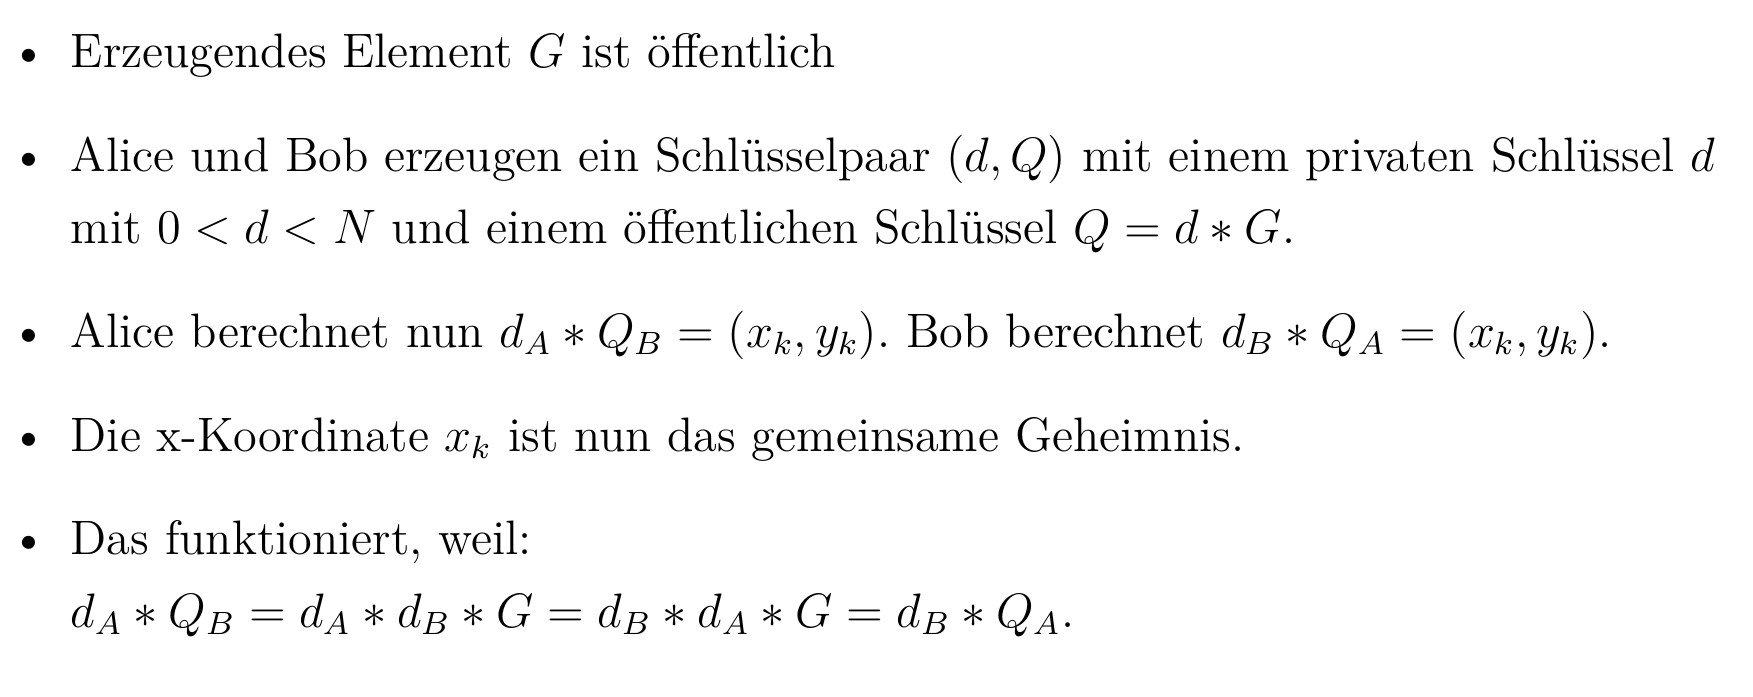 • Erzeugendes Element G ist öffentlich
• Alice und Bob erzeugen ein Schlüsselpaar (d, Q) mit einem privaten Schlüssel d
mit 0 < d < N und einem öffentlichen Schlüssel Q = d ∗ G.
• Alice berechnet nun d_A ∗ Q_B = (x_k, y_k). Bob berechnet d_B ∗ Q_A = (x_k, y_k).
• Die x-Koordinate x_k ist nun das gemeinsame Geheimnis.
• Das funktioniert, weil:
d_A ∗ Q_B = d_A ∗ d_B ∗ G = d_B ∗ d_A ∗ G = d_B ∗ Q_A.